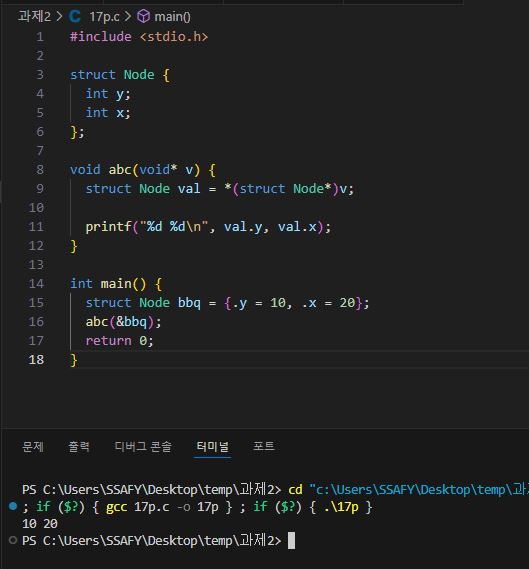 과제2 > C 17p.c > main()
1 #include <stdio.h>
2
3 struct Node {
4   int y;
5   int x;
6 };
7
8 void abc(void* v) {
9   struct Node val = *(struct Node*)v;
10
11   printf("%d %d\n", val.y, val.x);
12 }
13
14 int main() {
15   struct Node bbq = {.y = 10, .x = 20};
16   abc(&bbq);
17   return 0;
18 }
문제 출력 디버그 콘솔 터미널 포트
PS C:\Users\SSAFY\Desktop\temp\과제2> cd "c:\Users\SSAFY\Desktop\temp\과
; if ($?) { gcc 17p.c -o 17p } ; if ($?) { .\17p }
10 20
PS C:\Users\SSAFY\Desktop\temp\과제2>